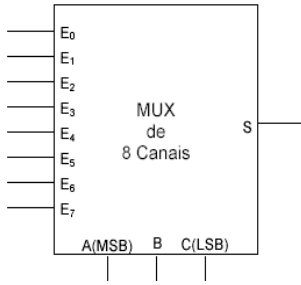 E₀
E₁
E₂
E₃
E₄
E₅
E₆
E₇
MUX
de
8 Canais
S
A(MSB) B C(LSB)